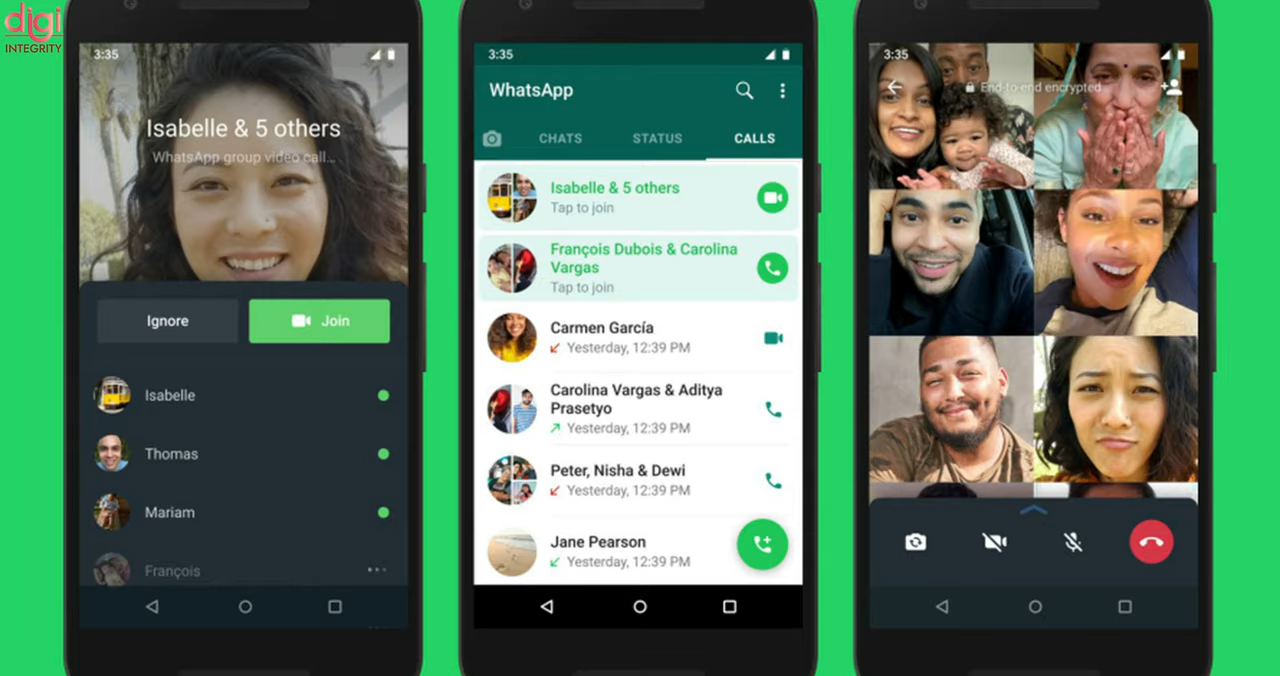 digi
INTEGRITY
3:35
Isabelle & 5 others
WhatsApp group video call...
Ignore
Join
Isabelle
Thomas
Mariam
François
3:35
WhatsApp
CHATS
STATUS
CALLS
Isabelle & 5 others
Tap to join
François Dubois & Carolina
Vargas
Tap to join
Carmen García
Yesterday, 12:39 PM
Carolina Vargas & Aditya
Prasetyo
Yesterday, 12:39 PM
Peter, Nisha & Dewi
Yesterday, 12:39 PM
Jane Pearson
Yesterday, 12:39 PM
3:35
End-to-end encrypted